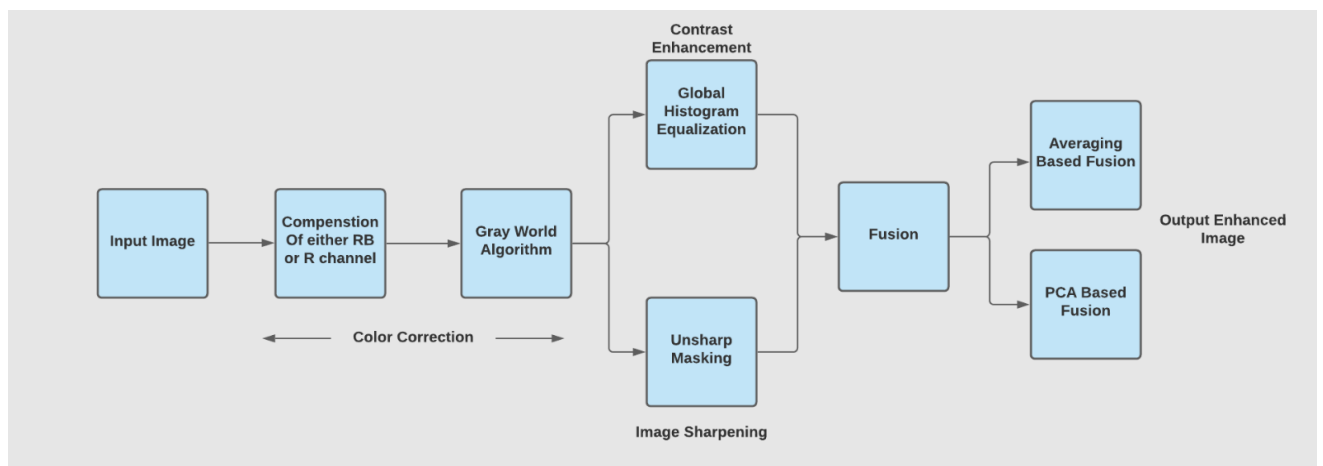 Contrast
Enhancement
Global
Histogram
Equalization
Input Image
Compenstion
Of either RB
or R channel
Gray World
Algorithm
Color Correction
Unsharp
Masking
Image Sharpening
Fusion
Averaging
Based Fusion
PCA Based
Fusion
Output Enhanced
Image